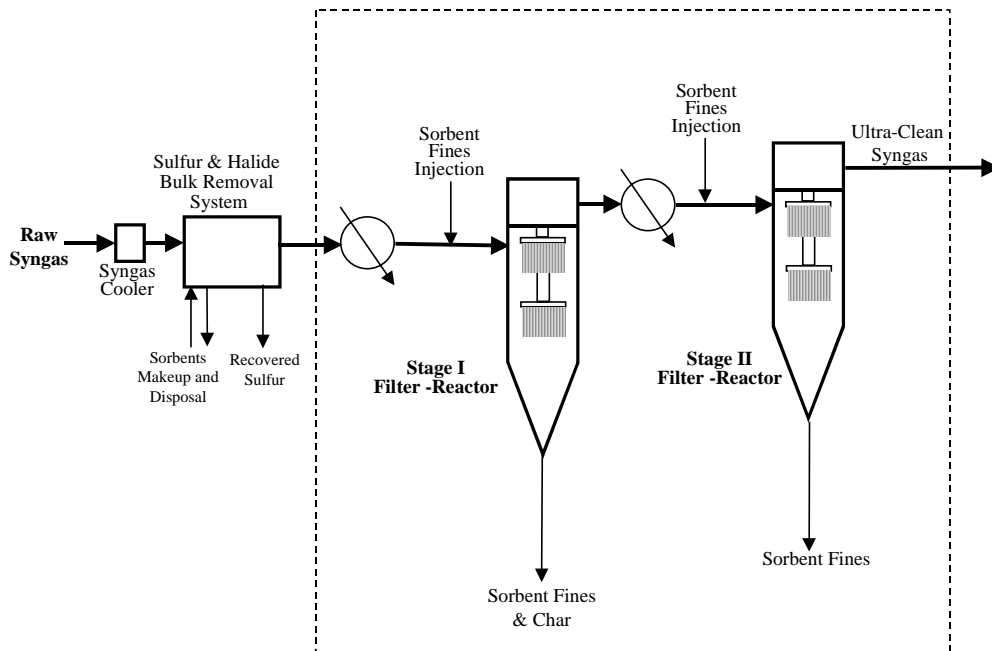 Raw
Syngas
Syngas
Cooler
Sulfur & Halide
Bulk Removal
System
Sorbents
Makeup and
Disposal
Recovered
Sulfur
Sorbent
Fines
Injection
Stage I
Filter -Reactor
Sorbent Fines
& Char
Sorbent
Fines
Injection
Stage II
Filter -Reactor
Sorbent Fines
Ultra-Clean
Syngas